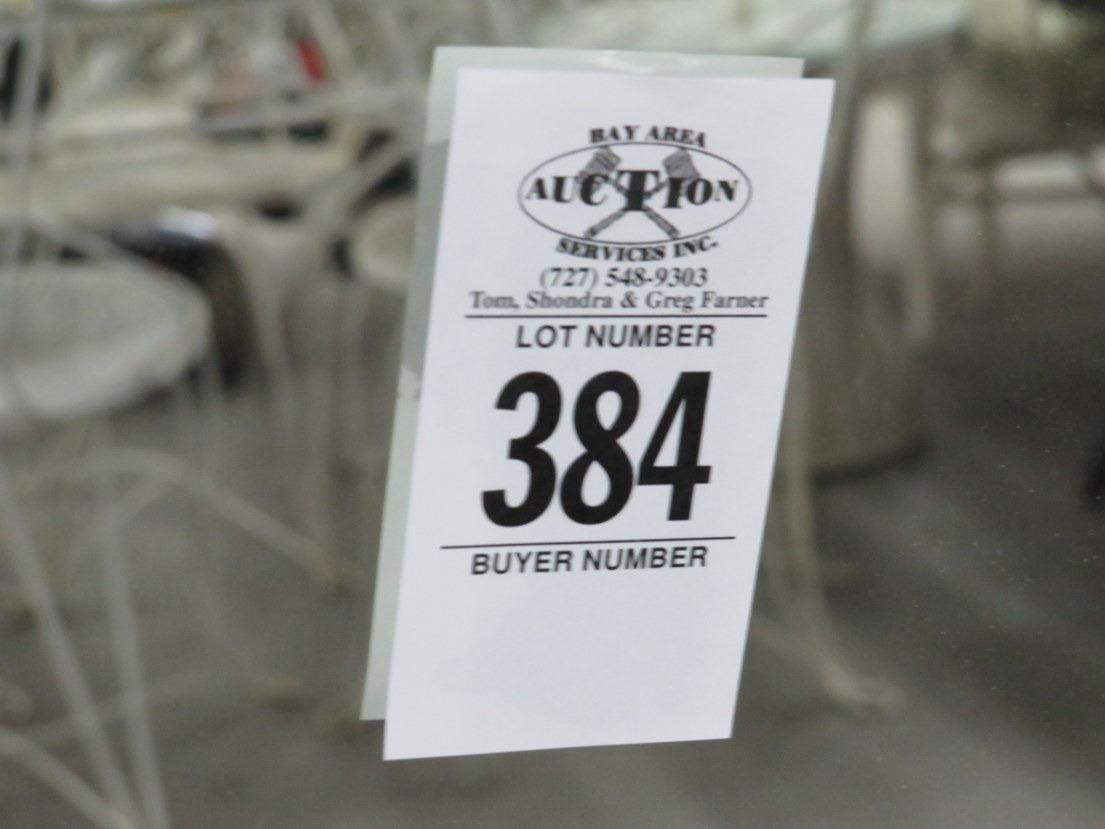 BAY AREA
AUCTION
SERVICES INC.
(727) 548-9303
Tom, Shondra & Greg Farner
LOT NUMBER
384
BUYER NUMBER